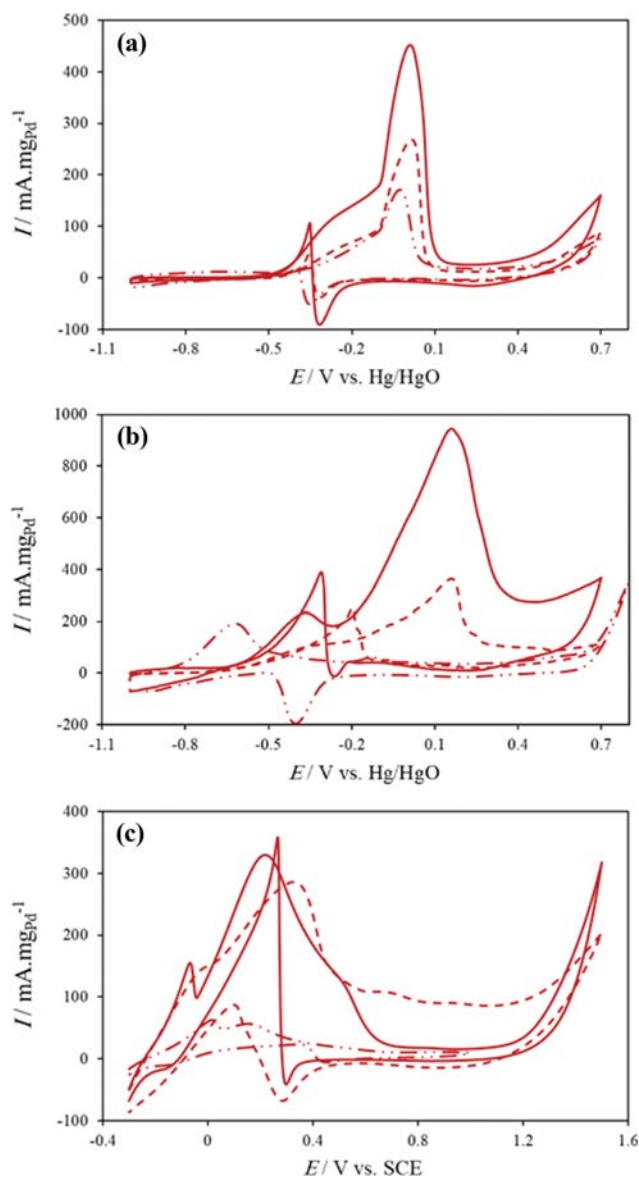 (a)
500
400
300
200
100
0
-100
I / mA.mgPd-1
-1.1 -0.8 -0.5 -0.2 0.1 0.4 0.7
E / V vs. Hg/HgO
(b)
1000
800
600
400
200
0
-200
I / mA.mgPd-1
-1.1 -0.8 -0.5 -0.2 0.1 0.4 0.7
E / V vs. Hg/HgO
(c)
400
300
200
100
0
-100
I / mA.mgPd-1
-0.4 0 0.4 0.8 1.2 1.6
E / V vs. SCE